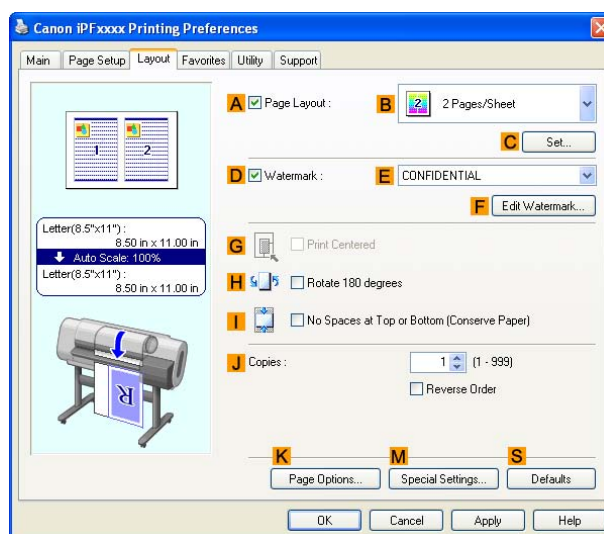 Canon iPFxxxx Printing Preferences
Main Page Setup Layout Favorites Utility Support
A Page Layout : B 2 2 Pages/Sheet
C Set...
1 2
D Watermark : E CONFIDENTIAL
F Edit Watermark...
Letter(8.5"x11") :
8.50 in x 11.00 in
Auto Scale: 100%
Letter(8.5"x11") :
8.50 in x 11.00 in
G Print Centered
H Rotate 180 degrees
I No Spaces at Top or Bottom (Conserve Paper)
R
J Copies : 1 (1 - 999)
Reverse Order
K M S
Page Options... Special Settings... Defaults
OK Cancel Apply Help